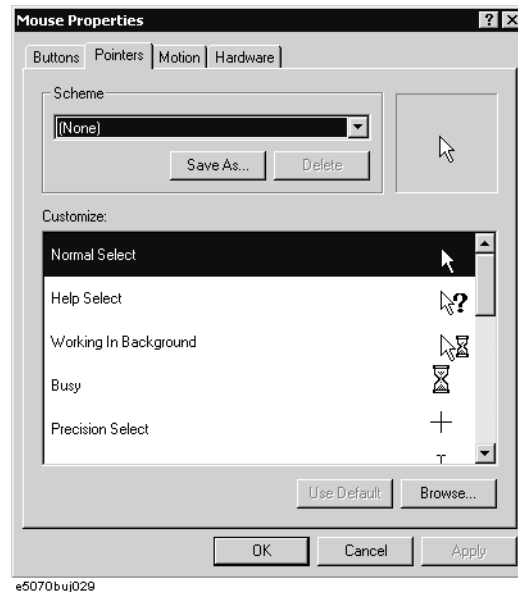 Mouse Properties
Buttons Pointers Motion Hardware
Scheme
(None)
Save As... Delete
Customize:
Normal Select
Help Select
Working In Background
Busy
Precision Select
Use Default Browse...
OK Cancel Apply
e5070buj029